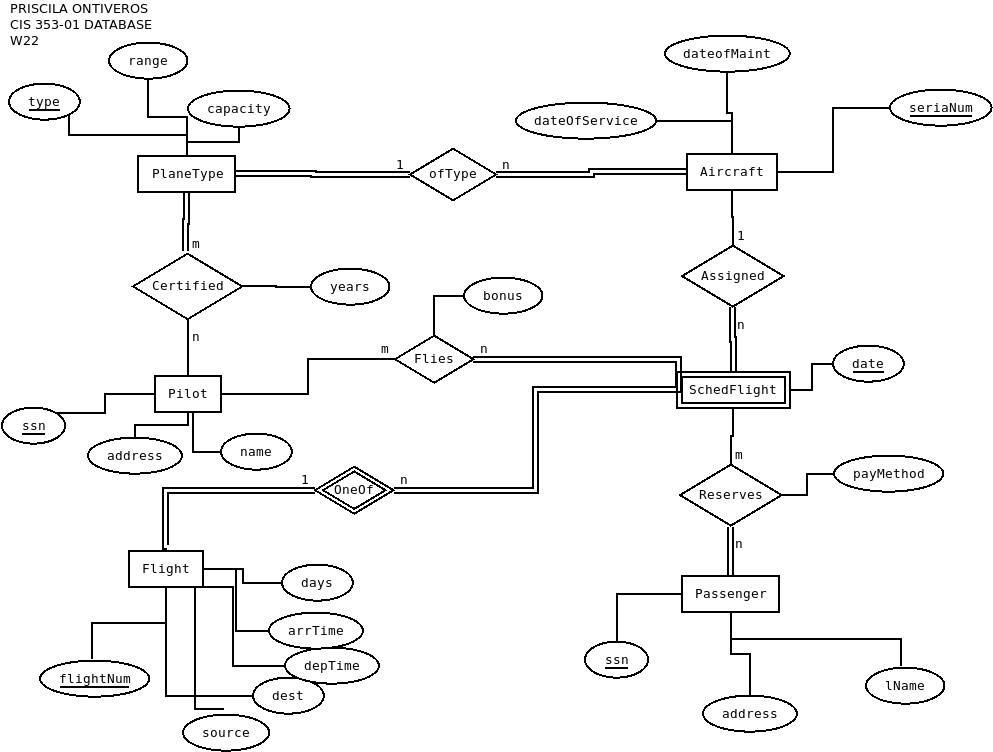 PRISCILA ONTIVEROS
CIS 353-01 DATABASE
W22
range
dateofMaint
type
capacity
dateOfService
seriaNum
PlaneType
1
ofType
n
Aircraft
m
1
Certified
years
Assigned
bonus
n
n
m
Flies
n
date
Pilot
SchedFlight
ssn
address
name
m
payMethod
1
OneOf
n
Reserves
n
Flight
days
Passenger
arrTime
ssn
depTime
flightNum
dest
lName
address
source